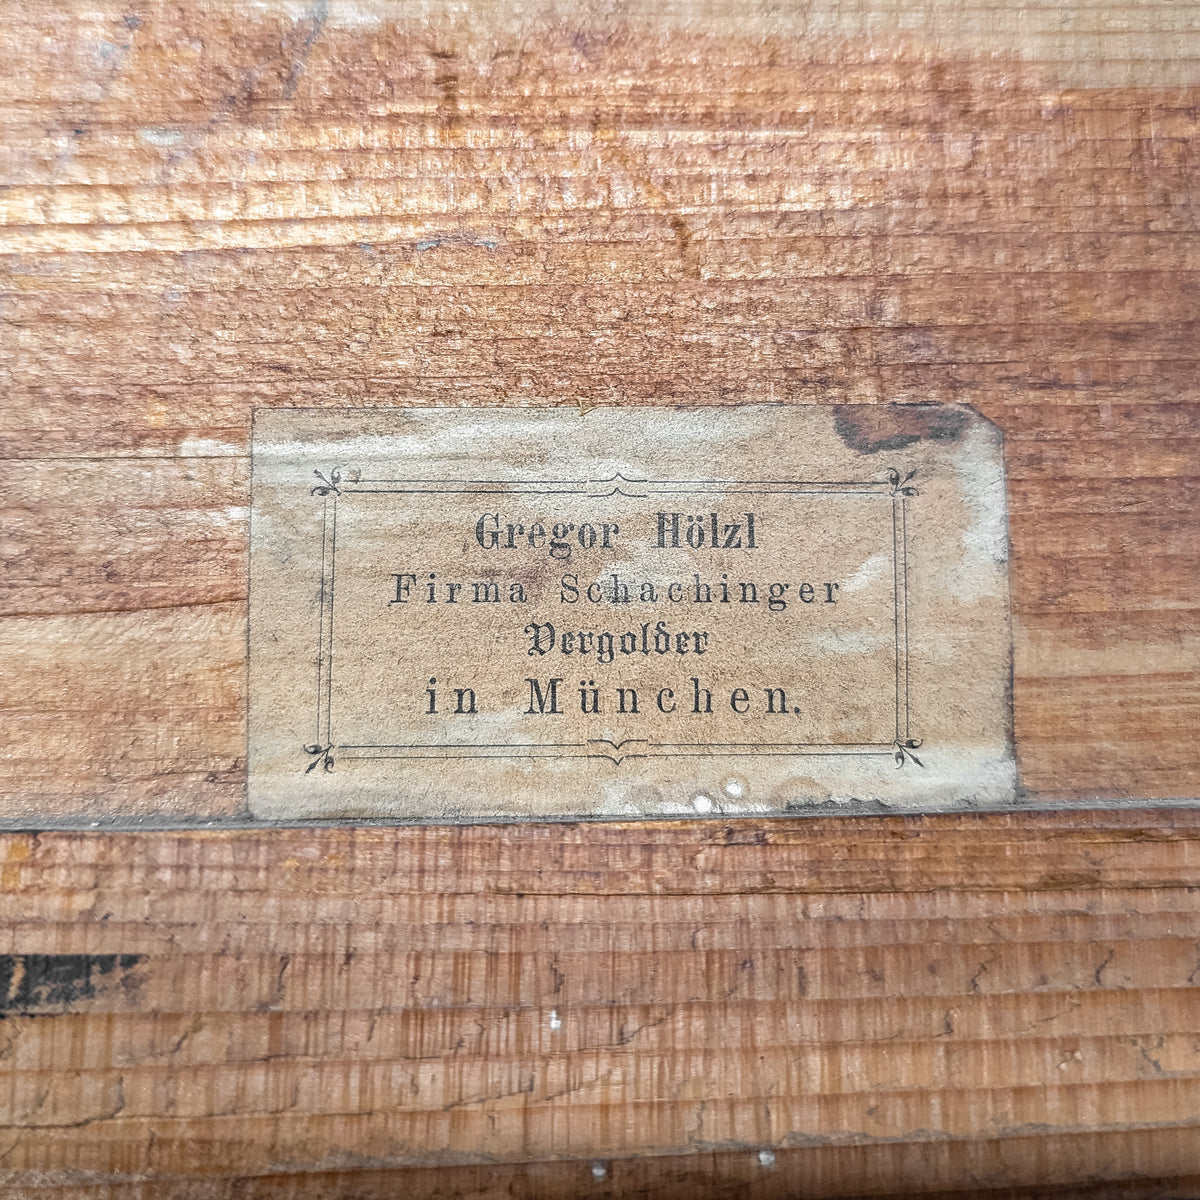 Gregor Hölzl
Firma Schachinger
Vergolder
in München.